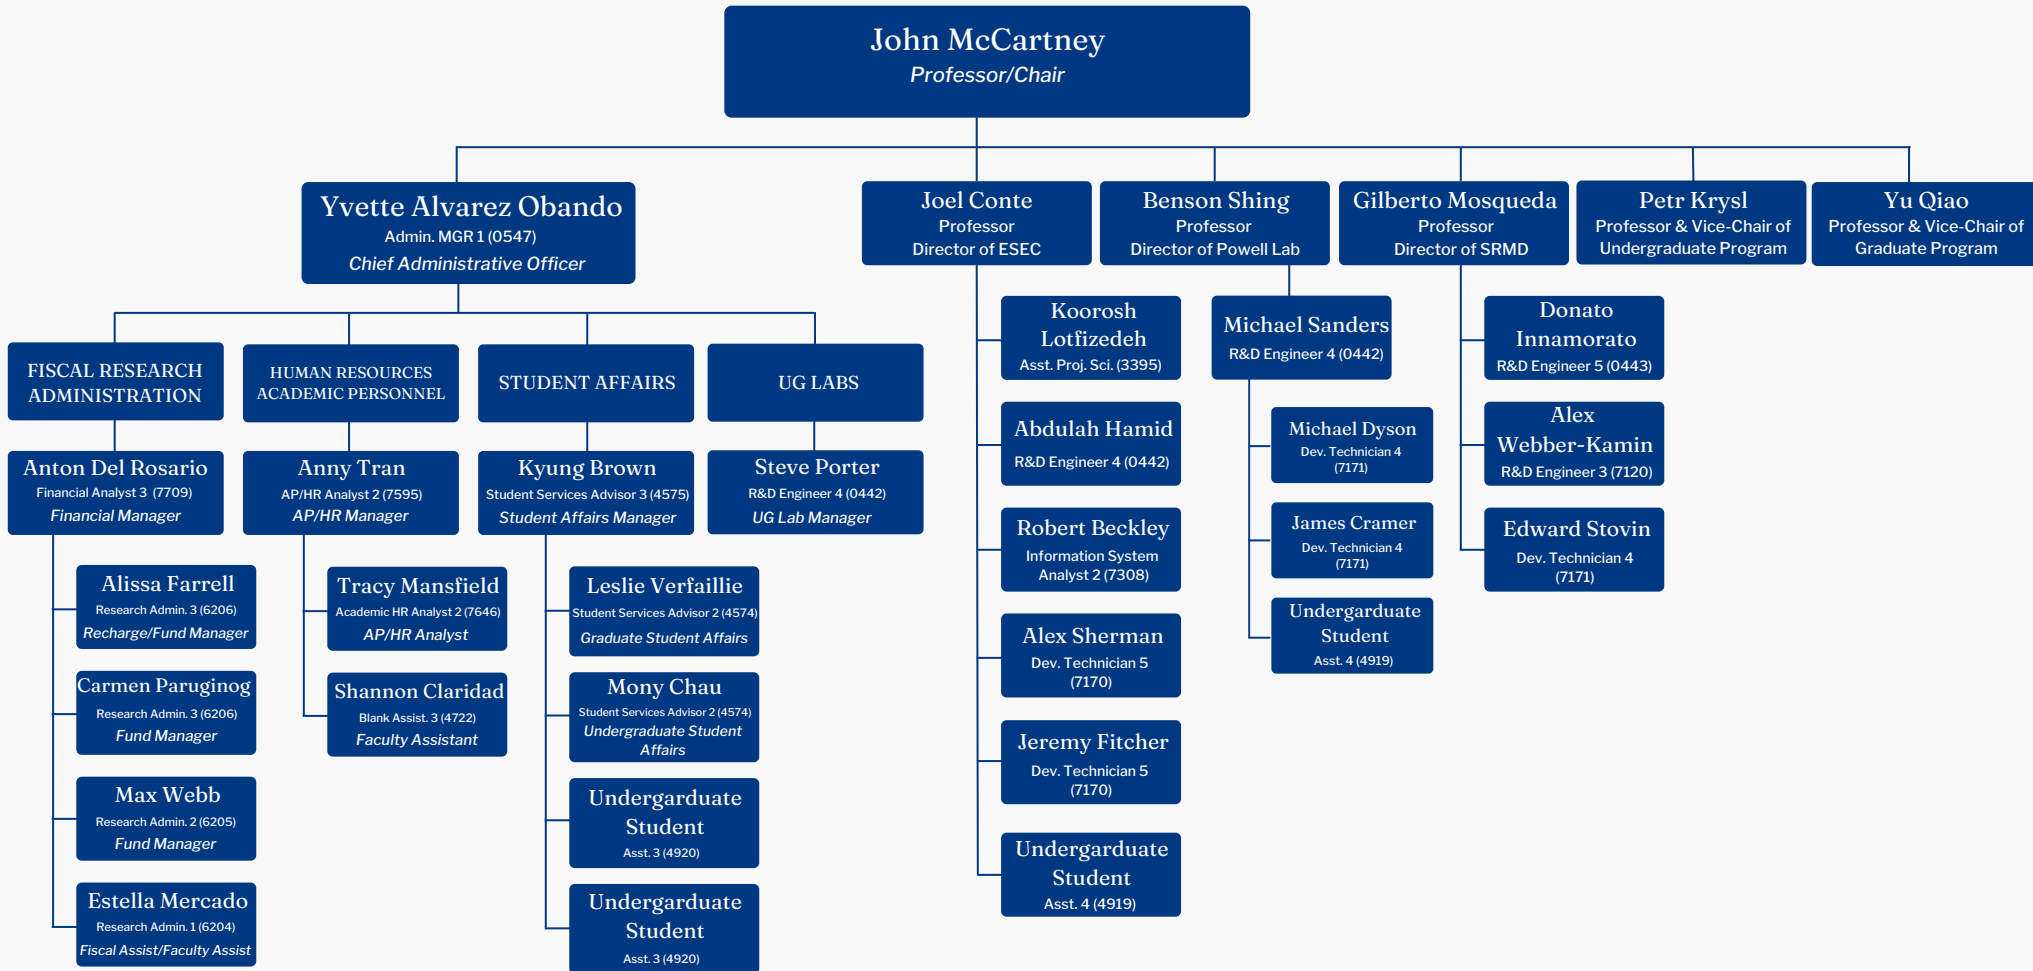 John McCartney
Professor/Chair
Yvette Alvarez Obando
Admin. MGR 1 (0547)
Chief Administrative Officer
Joel Conte
Professor
Director of ESEC
Benson Shing
Professor
Director of Powell Lab
Gilberto Mosqueda
Professor
Director of SRMD
Petr Krysl
Professor & Vice-Chair of
Undergraduate Program
Yu Qiao
Professor & Vice-Chair of
Graduate Program
FISCAL RESEARCH
ADMINISTRATION
HUMAN RESOURCES
ACADEMIC PERSONNEL
STUDENT AFFAIRS
UG LABS
Anton Del Rosario
Financial Analyst 3 (7709)
Financial Manager
Anny Tran
AP/HR Analyst 2 (7595)
AP/HR Manager
Kyung Brown
Student Services Advisor 3 (4575)
Student Affairs Manager
Steve Porter
R&D Engineer 4 (0442)
UG Lab Manager
Alissa Farrell
Research Admin. 3 (6206)
Recharge/Fund Manager
Carmen Paruginog
Research Admin. 3 (6206)
Fund Manager
Max Webb
Research Admin. 2 (6205)
Fund Manager
Estella Mercado
Research Admin. 1 (6204)
Fiscal Assist/Faculty Assist
Tracy Mansfield
Academic HR Analyst 2 (7646)
AP/HR Analyst
Shannon Claridad
Blank Assist. 3 (4722)
Faculty Assistant
Leslie Verfaillie
Student Services Advisor 2 (4574)
Graduate Student Affairs
Mony Chau
Student Services Advisor 2 (4574)
Undergraduate Student
Affairs
Undergarduate
Student
Asst. 3 (4920)
Undergarduate
Student
Asst. 3 (4920)
Koorosh
Lotfizedeh
Asst. Proj. Sci. (3395)
Abdulah Hamid
R&D Engineer 4 (0442)
Robert Beckley
Information System
Analyst 2 (7308)
Alex Sherman
Dev. Technician 5
(7170)
Jeremy Fitcher
Dev. Technician 5
(7170)
Undergarduate
Student
Asst. 4 (4919)
Michael Sanders
R&D Engineer 4 (0442)
Michael Dyson
Dev. Technician 4
(7171)
James Cramer
Dev. Technician 4
(7171)
Undergarduate
Student
Asst. 4 (4919)
Donato
Innamorato
R&D Engineer 5 (0443)
Alex
Webber-Kamin
R&D Engineer 3 (7120)
Edward Stovin
Dev. Technician 4
(7171)